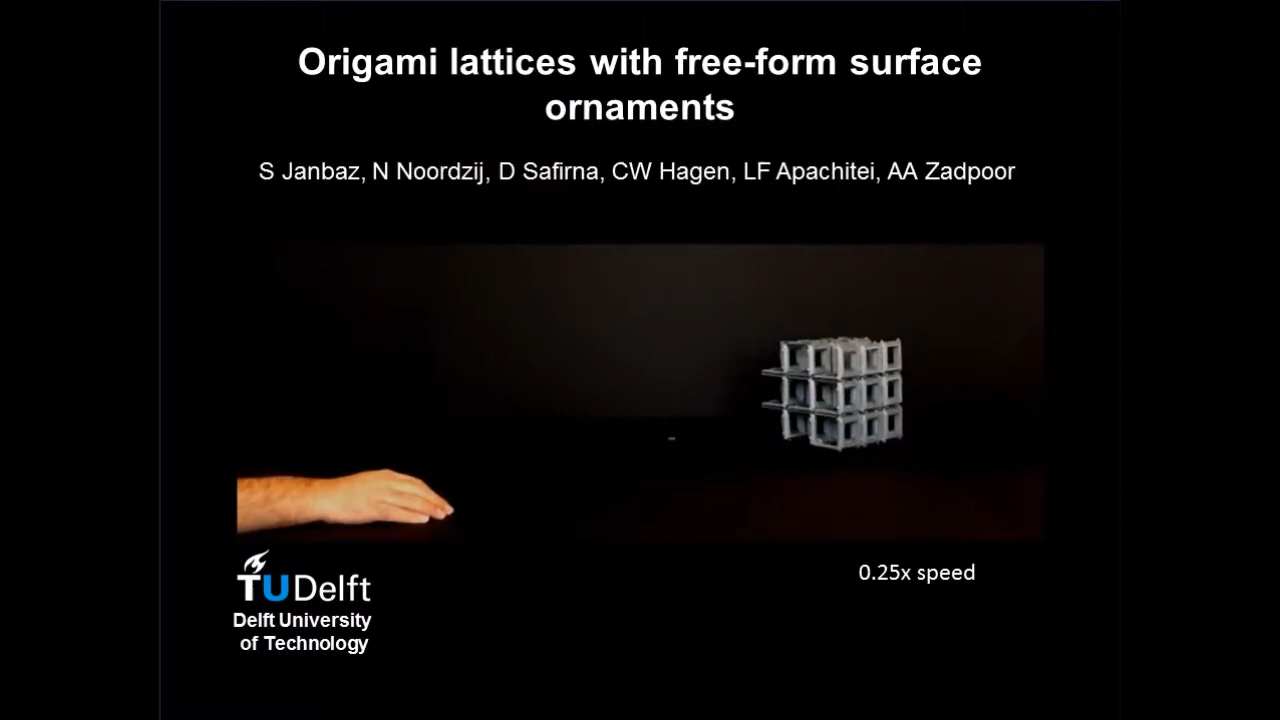 Origami lattices with free-form surface
ornaments
S Janbaz, N Noordzij, D Safirna, CW Hagen, LF Apachitei, AA Zadpoor
TUDelft
Delft University
of Technology
0.25x speed